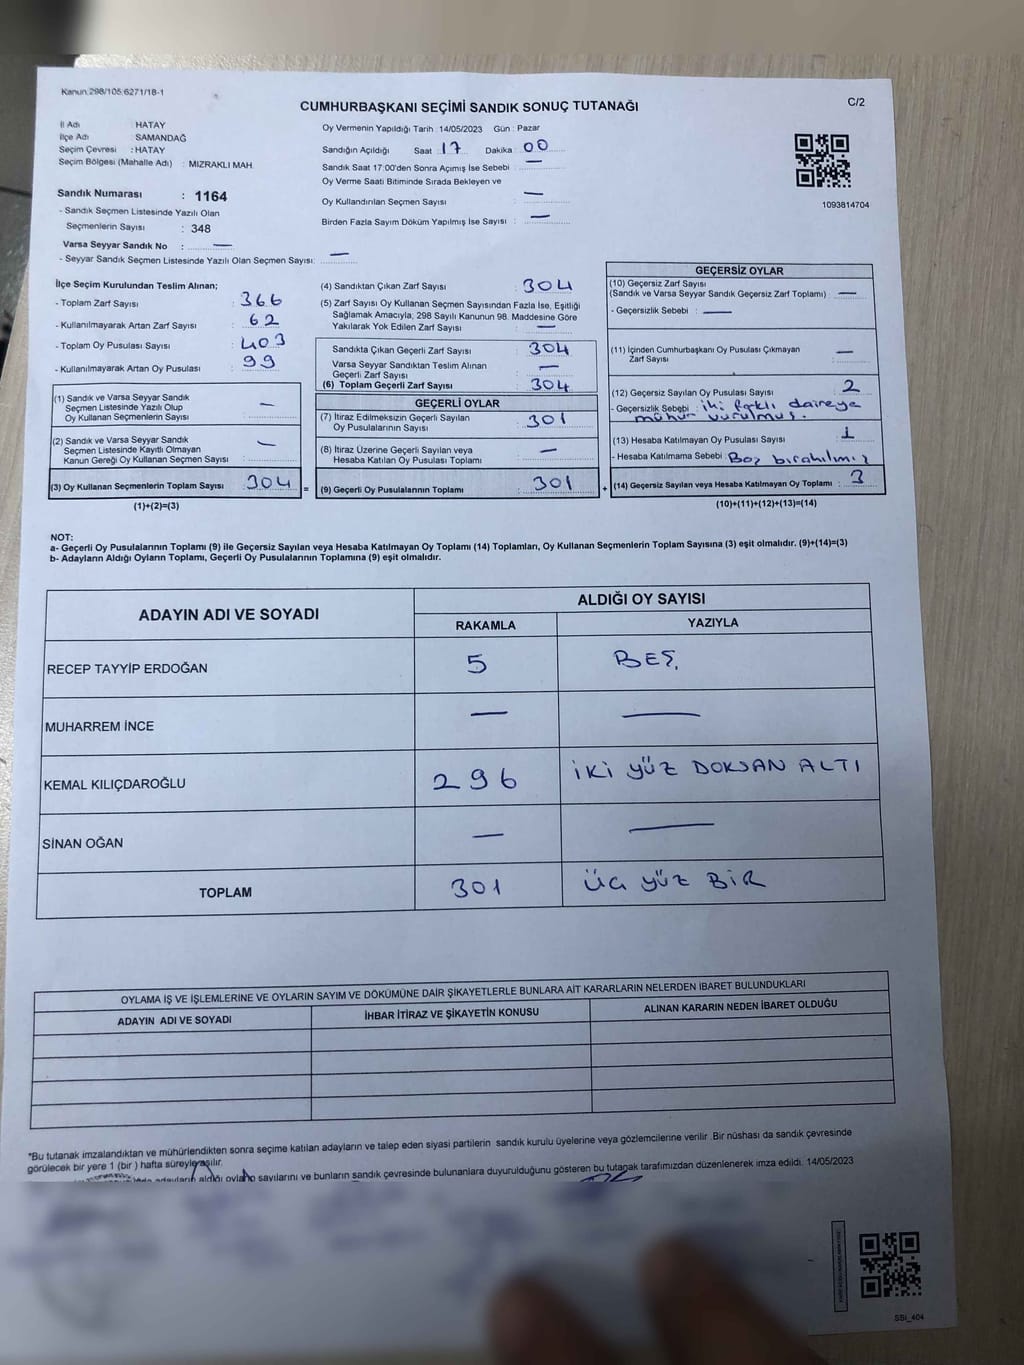 Kanun.298/105.6271/18-1
CUMHURBAŞKANI SEÇİMİ SANDIK SONUÇ TUTANAĞI
C/2
İl Adı : HATAY
İlçe Adı : SAMANDAĞ
Seçim Çevresi : HATAY
Seçim Bölgesi (Mahalle Adı) : MIZRAKLI MAH.
Sandık Numarası : 1164
- Sandık Seçmen Listesinde Yazılı Olan
Seçmenlerin Sayısı : 348
Varsa Seyyar Sandık No : —
- Seyyar Sandık Seçmen Listesinde Yazılı Olan Seçmen Sayısı: —
Oy Vermenin Yapıldığı Tarih : 14/05/2023 Gün : Pazar
Sandığın Açıldığı Saat 17 Dakika 00
Sandık Saat 17:00'den Sonra Açımış İse Sebebi : —
Oy Verme Saati Bitiminde Sırada Bekleyen ve
Oy Kullandırılan Seçmen Sayısı : —
Birden Fazla Sayım Döküm Yapılmış İse Sayısı : —
1093814704
İlçe Seçim Kurulundan Teslim Alınan;
- Toplam Zarf Sayısı : 366
- Kullanılmayarak Artan Zarf Sayısı : 62
- Toplam Oy Pusulası Sayısı : 403
- Kullanılmayarak Artan Oy Pusulası : 99
(1) Sandık ve Varsa Seyyar Sandık
Seçmen Listesinde Yazılı Olup
Oy Kullanan Seçmenlerin Sayısı : —
(2) Sandık ve Varsa Seyyar Sandık
Seçmen Listesinde Kayıtlı Olmayan
Kanun Gereği Oy Kullanan Seçmen Sayısı : —
(3) Oy Kullanan Seçmenlerin Toplam Sayısı : 304 =
(1)+(2)=(3)
(4) Sandıktan Çıkan Zarf Sayısı : 304
(5) Zarf Sayısı Oy Kullanan Seçmen Sayısından Fazla İse, Eşitliği
Sağlamak Amacıyla; 298 Sayılı Kanunun 98. Maddesine Göre
Yakılarak Yok Edilen Zarf Sayısı : —
Sandıkta Çıkan Geçerli Zarf Sayısı : 304
Varsa Seyyar Sandıktan Teslim Alınan
Geçerli Zarf Sayısı : —
(6) Toplam Geçerli Zarf Sayısı : 304
GEÇERLİ OYLAR
(7) İtiraz Edilmeksizin Geçerli Sayılan
Oy Pusulalarının Sayısı : 301
(8) İtiraz Üzerine Geçerli Sayılan veya
Hesaba Katılan Oy Pusulası Toplamı : —
(9) Geçerli Oy Pusulalarının Toplamı : 301 +
GEÇERSİZ OYLAR
(10) Geçersiz Zarf Sayısı
(Sandık ve Varsa Seyyar Sandık Geçersiz Zarf Toplamı) : —
- Geçersizlik Sebebi : —
(11) İçinden Cumhurbaşkanı Oy Pusulası Çıkmayan
Zarf Sayısı : —
(12) Geçersiz Sayılan Oy Pusulası Sayısı : 2
- Geçersizlik Sebebi : iki farklı daireye
mühür vurulmuş.
(13) Hesaba Katılmayan Oy Pusulası Sayısı : 1
- Hesaba Katılmama Sebebi : Boş bırakılmış
(14) Geçersiz Sayılan veya Hesaba Katılmayan Oy Toplamı : 3
(10)+(11)+(12)+(13)=(14)
NOT:
a- Geçerli Oy Pusulalarının Toplamı (9) ile Geçersiz Sayılan veya Hesaba Katılmayan Oy Toplamı (14) Toplamları, Oy Kullanan Seçmenlerin Toplam Sayısına (3) eşit olmalıdır. (9)+(14)=(3)
b- Adayların Aldığı Oyların Toplamı, Geçerli Oy Pusulalarının Toplamına (9) eşit olmalıdır.
ADAYIN ADI VE SOYADI
ALDIĞI OY SAYISI
RAKAMLA YAZIYLA
RECEP TAYYİP ERDOĞAN 5 BEŞ
MUHARREM İNCE — —
KEMAL KILIÇDAROĞLU 296 İKİ YÜZ DOKSAN ALTI
SİNAN OĞAN — —
TOPLAM 301 ÜÇ YÜZ BİR
OYLAMA İŞ VE İŞLEMLERİNE VE OYLARIN SAYIM VE DÖKÜMÜNE DAİR ŞİKAYETLERLE BUNLARA AİT KARARLARIN NELERDEN İBARET BULUNDUKLARI
ADAYIN ADI VE SOYADI İHBAR İTİRAZ VE ŞİKAYETİN KONUSU ALINAN KARARIN NEDEN İBARET OLDUĞU
*Bu tutanak imzalandıktan ve mühürlendikten sonra seçime katılan adayların ve talep eden siyasi partilerin sandık kurulu üyelerine veya gözlemcilerine verilir. Bir nüshası da sandık çevresinde
görülecek bir yere 1 (bir ) hafta süreyle asılır.
adayların aldığı oyların sayılarını ve bunların sandık çevresinde bulunanlara duyurulduğunu gösteren bu tutanak tarafımızdan düzenlenerek imza edildi. 14/05/2023
SBI_404